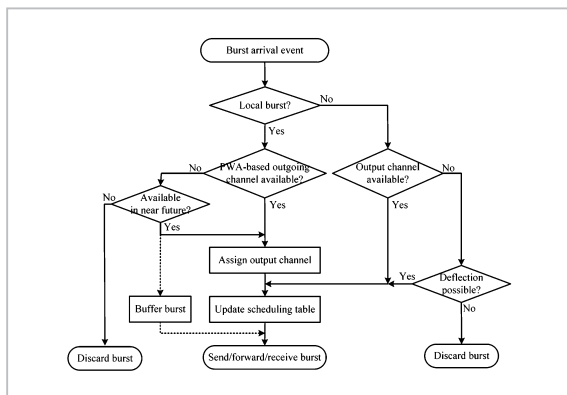 Burst arrival event
Local burst?
No
Yes
No
PWA-based outgoing
channel available?
Output channel
available?
No
No
Available
in near future?
Yes
Yes
Yes
Assign output channel
Yes
Deflection
possible?
Buffer burst
Update scheduling table
No
Discard burst
Send/forward/receive burst
Discard burst